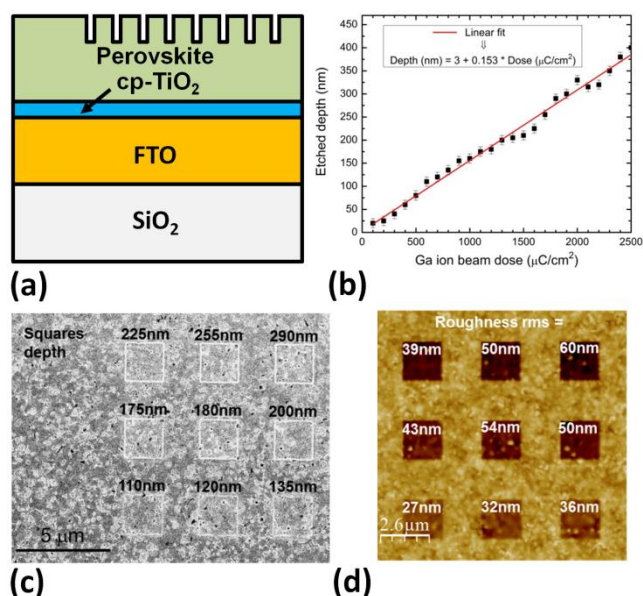 Perovskite
cp-TiO₂
FTO
SiO₂
(a)
Etched depth (nm)
400
350
300
250
200
150
100
50
0
Linear fit
⇓
Depth (nm) = 3 + 0.153 * Dose (μC/cm²)
0 500 1000 1500 2000 2500
Ga ion beam dose (μC/cm²)
(b)
Squares
depth
225nm 255nm 290nm
175nm 180nm 200nm
110nm 120nm 135nm
5 μm
(c)
Roughness rms =
39nm 50nm 60nm
43nm 54nm 50nm
27nm 32nm 36nm
2.6μm
(d)